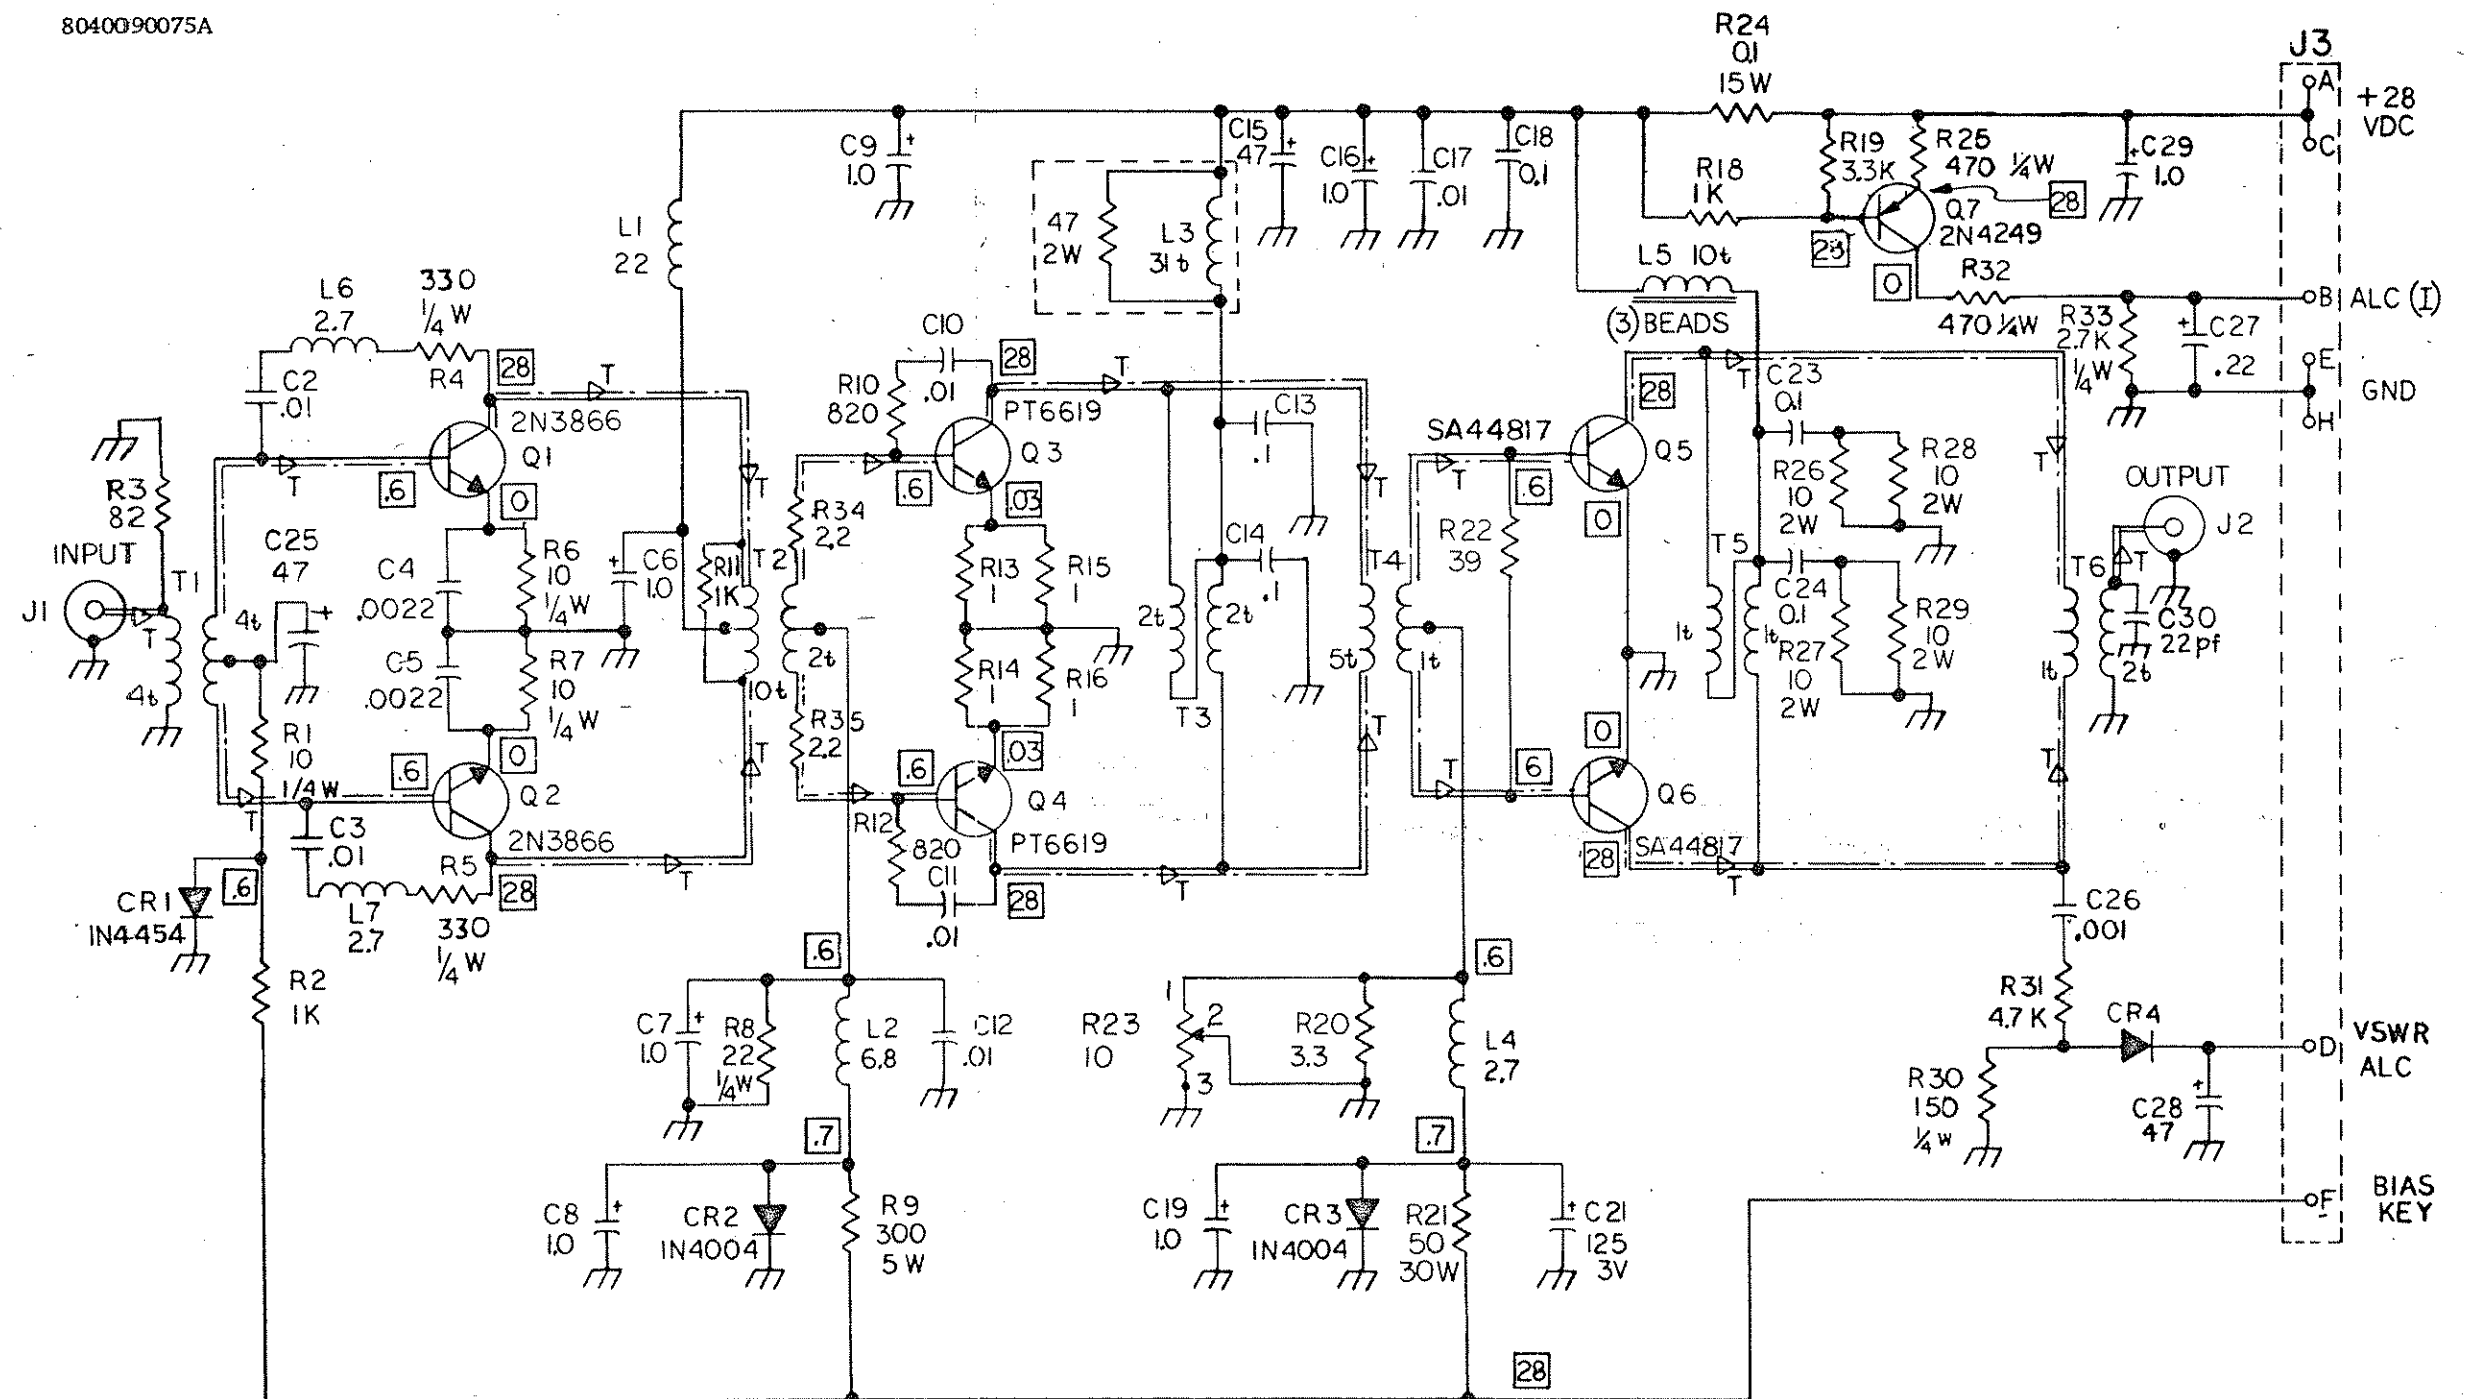 8040090075A
R24
0.1
15W
J3
A
+28
VDC
C
C9
1.0
+
C15
47
+
C16
1.0
+
C17
.01
C18
0.1
R18
1K
R19
3.3K
R25
470 1/4W
28
C29
1.0
+
Q7
2N4249
28
0
R32
470 1/4W
B ALC (I)
R33
2.7K
1/4W
C27
.22
+
E
GND
H
L1
22
47
2W
L3
31t
L5 10t
(3) BEADS
L6
2.7
330
1/4 W
R4
28
T
C2
.01
2N3866
Q1
.6
0
T
R3
82
INPUT
J1
T
T1
4t
4t
C25
47
+
C4
.0022
R6
10
1/4W
C5
.0022
R7
10
1/4W
C6
1.0
+
R1
10
1/4W
T
.6
0
Q2
2N3866
C3
.01
R5
28
T
L7
2.7
330
1/4 W
CR1
1N4454
.6
R2
1K
R11
1K
T2
T
10t
2t
T
C10
.01
R10
820
28
T
PT6619
Q3
.6
.03
R34
2.2
R13
1
R15
1
R14
1
R16
1
R35
2.2
.03
.6
Q4
PT6619
R12
820
C11
.01
28
T
C13
.1
C14
.1
2t
2t
T3
T
T4
5t
1t
T
SA44817
Q5
28
T
.6
0
T
R22
39
0
.6
T
Q6
SA44817
28
T
T5
1t
1t
C23
0.1
R26
10
2W
R28
10
2W
C24
0.1
R27
10
2W
R29
10
2W
T
T6
1t
2t
T
OUTPUT
J2
T
C30
22pf
C26
.001
R31
4.7K
CR4
D VSWR
ALC
R30
150
1/4 W
C28
47
+
.6
C7
1.0
+
R8
22
1/4W
L2
6.8
C12
.01
.7
C8
1.0
+
CR2
1N4004
R9
300
5W
.6
R23
10
1
2
3
R20
3.3
L4
2.7
.7
C19
1.0
+
CR3
1N4004
R21
50
30W
C21
125
3V
+
28
F BIAS
KEY